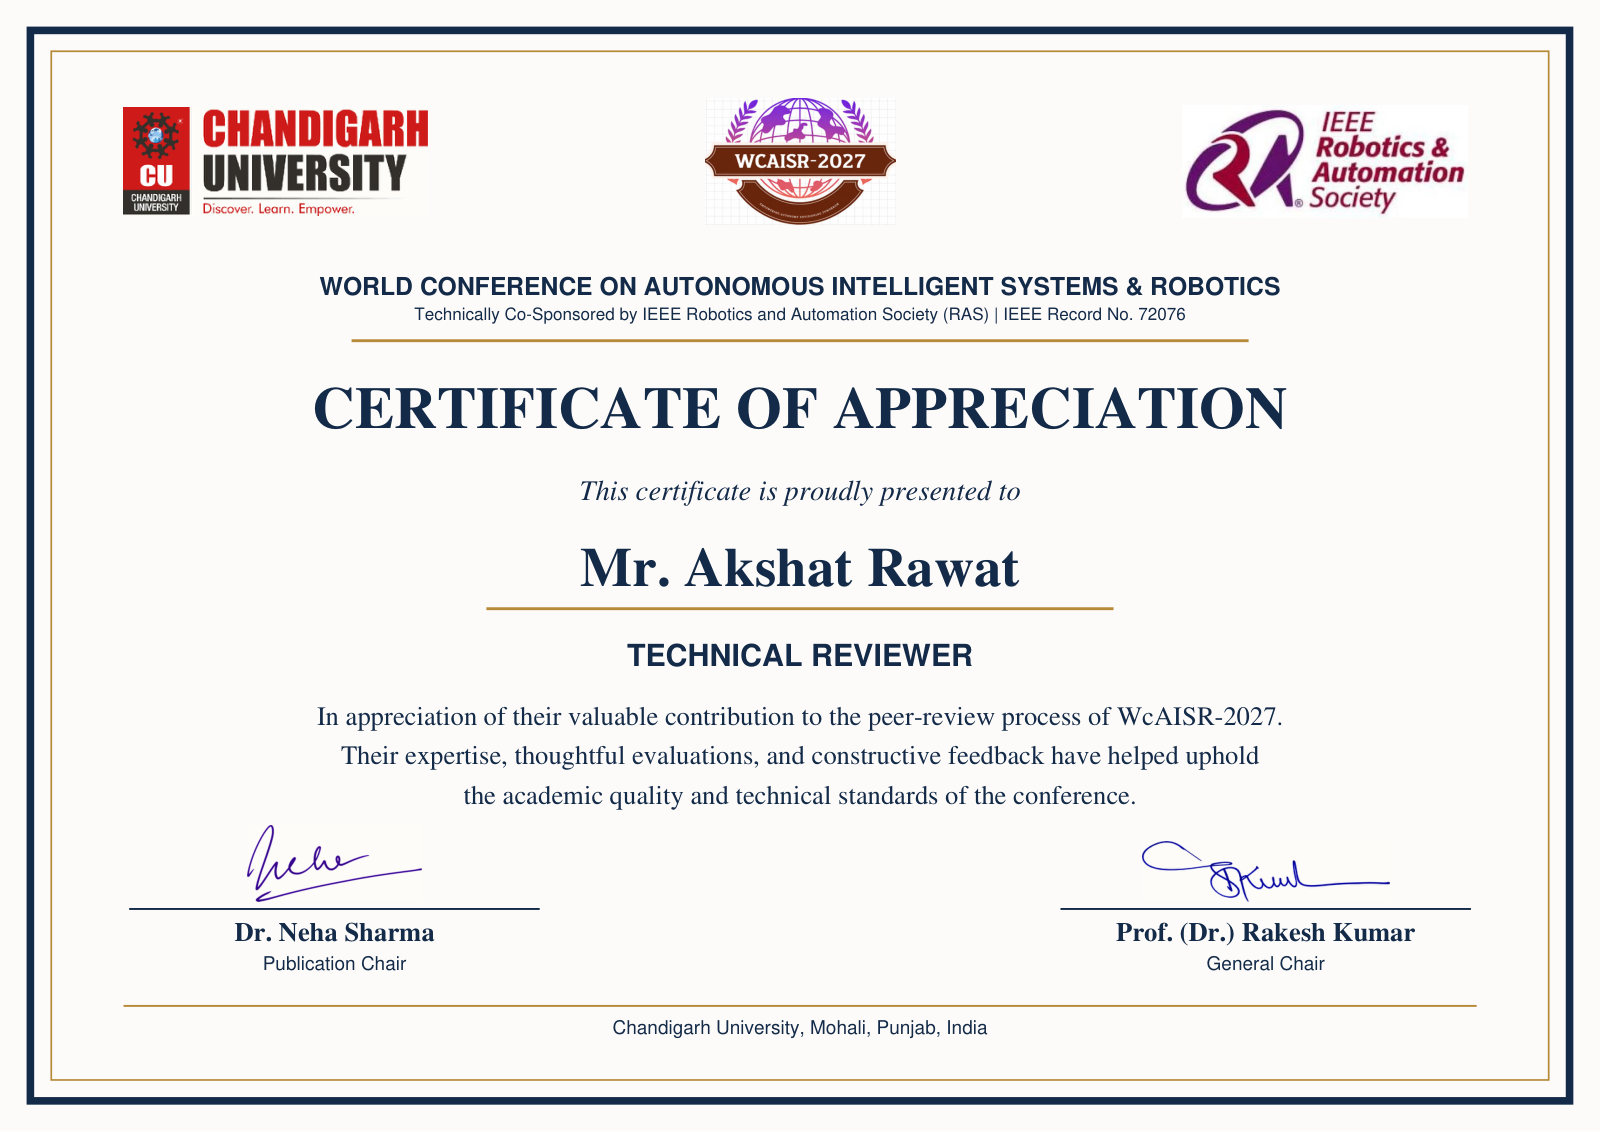 CU
CHANDIGARH
UNIVERSITY
CHANDIGARH
UNIVERSITY
Discover. Learn. Empower.
WCAISR-2027
IEEE
Robotics &
Automation
Society
®
WORLD CONFERENCE ON AUTONOMOUS INTELLIGENT SYSTEMS & ROBOTICS
Technically Co-Sponsored by IEEE Robotics and Automation Society (RAS) | IEEE Record No. 72076
CERTIFICATE OF APPRECIATION
This certificate is proudly presented to
Mr. Akshat Rawat
TECHNICAL REVIEWER
In appreciation of their valuable contribution to the peer-review process of WcAISR-2027.
Their expertise, thoughtful evaluations, and constructive feedback have helped uphold
the academic quality and technical standards of the conference.
Neha
Dr. Neha Sharma
Publication Chair
Prof. (Dr.) Rakesh Kumar
General Chair
Chandigarh University, Mohali, Punjab, India